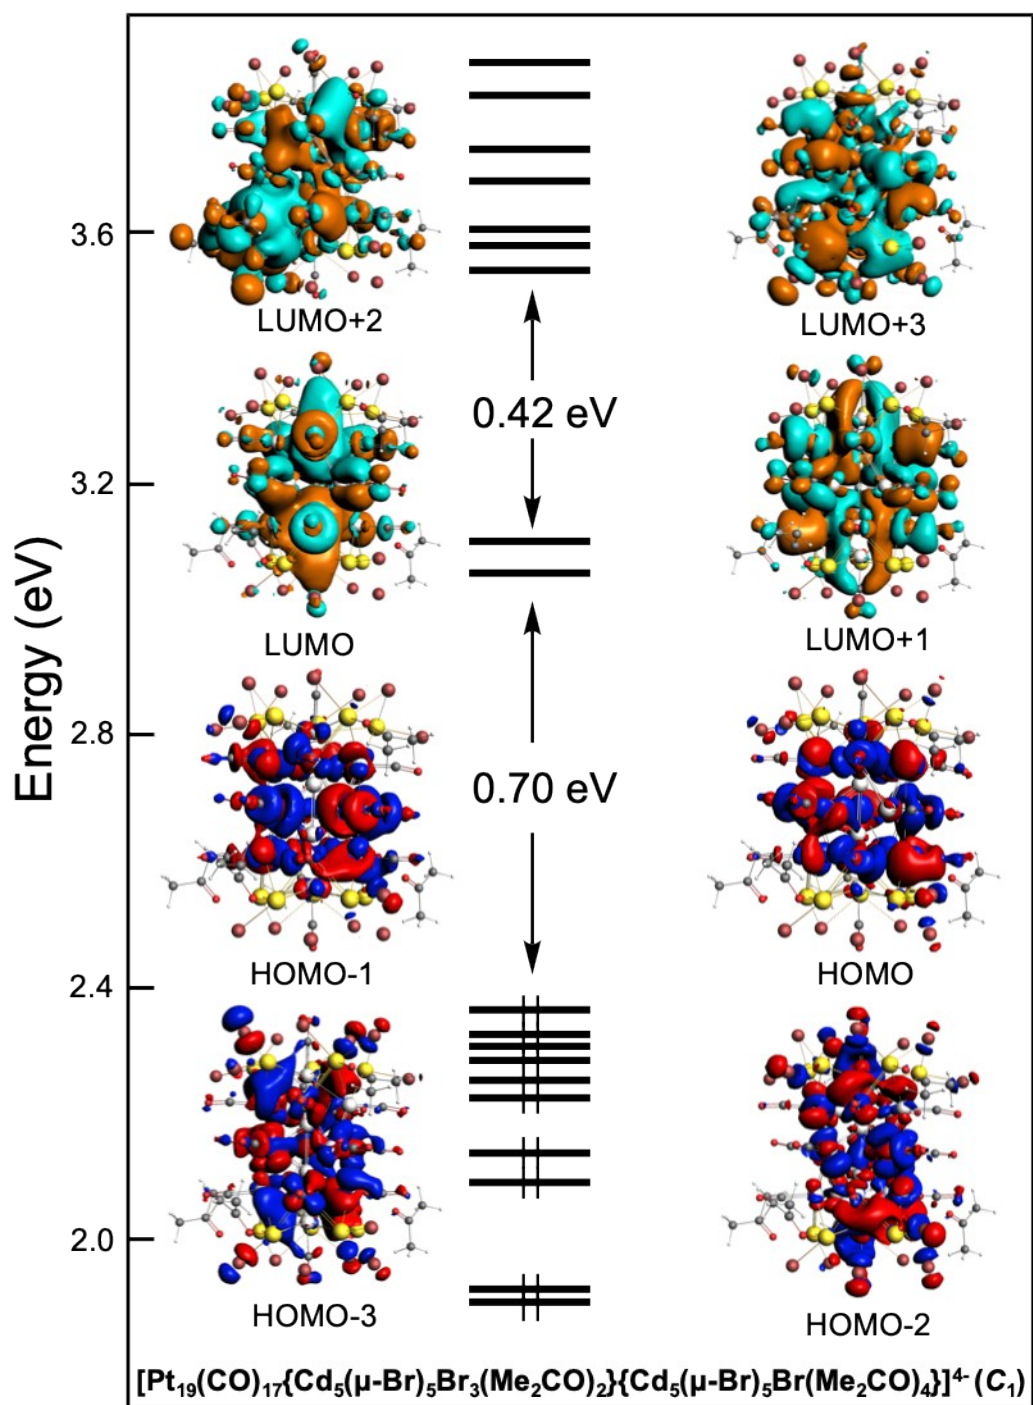 3.6
LUMO+2
LUMO+3
0.42 eV
3.2
Energy (eV)
LUMO
LUMO+1
2.8
0.70 eV
HOMO-1
HOMO
2.4
2.0
HOMO-3
HOMO-2
[Pt₁₉(CO)₁₇{Cd₅(μ-Br)₅Br₃(Me₂CO)₂}{Cd₅(μ-Br)₅Br(Me₂CO)₄}]⁴⁻ (C₁)